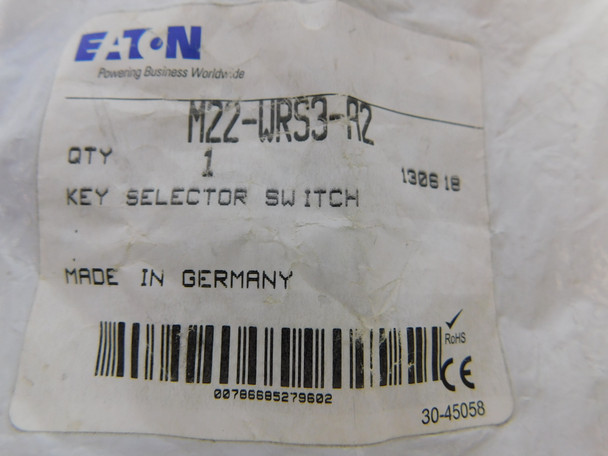 EATON
Powering Business Worldwide
M22-WRS3-A2
QTY 1
130618
KEY SELECTOR SWITCH
MADE IN GERMANY
RoHS
CE
00786685279602
30-45058